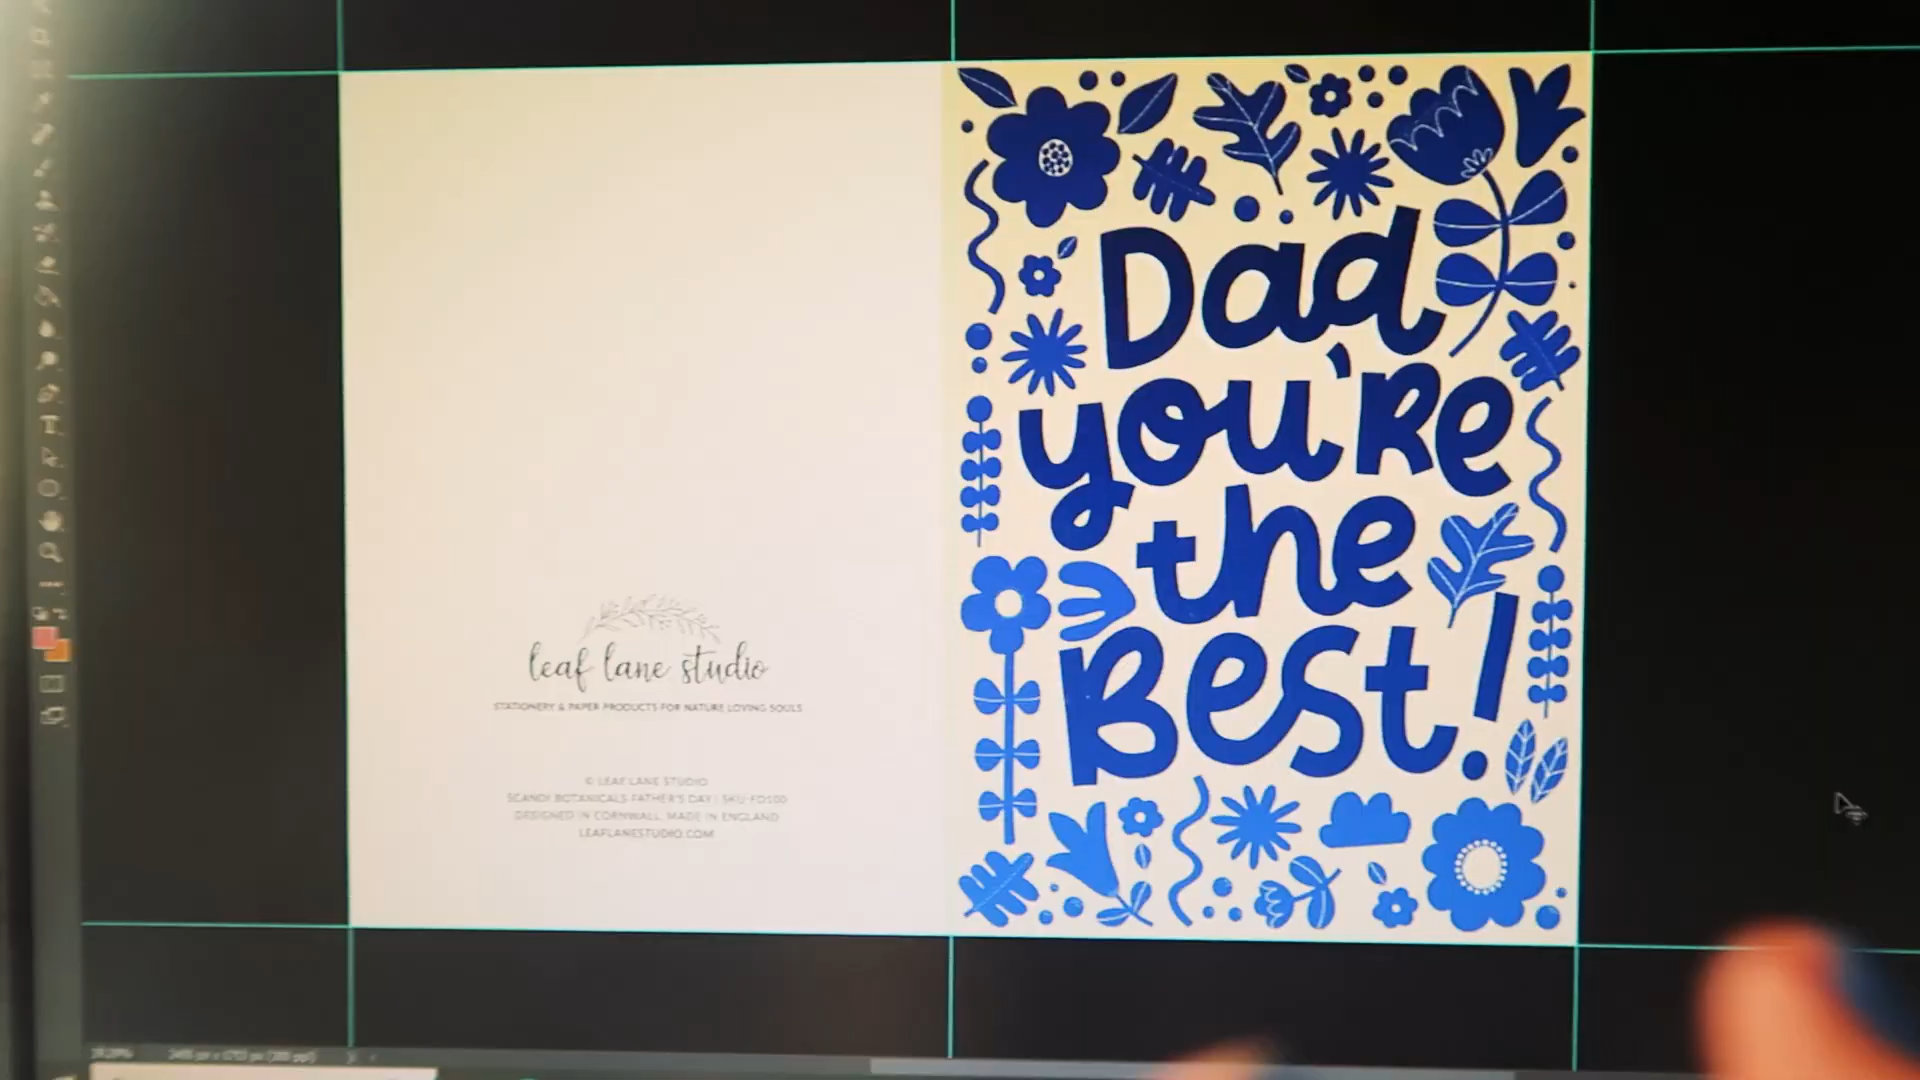 leaf lane studio
STATIONERY & PAPER PRODUCTS FOR NATURE LOVING SOULS
© LEAF LANE STUDIO
SCANDI BOTANICALS FATHER'S DAY | SKU-FD100
DESIGNED IN CORNWALL, MADE IN ENGLAND
LEAFLANESTUDIO.COM
Dad
you're
the
Best!